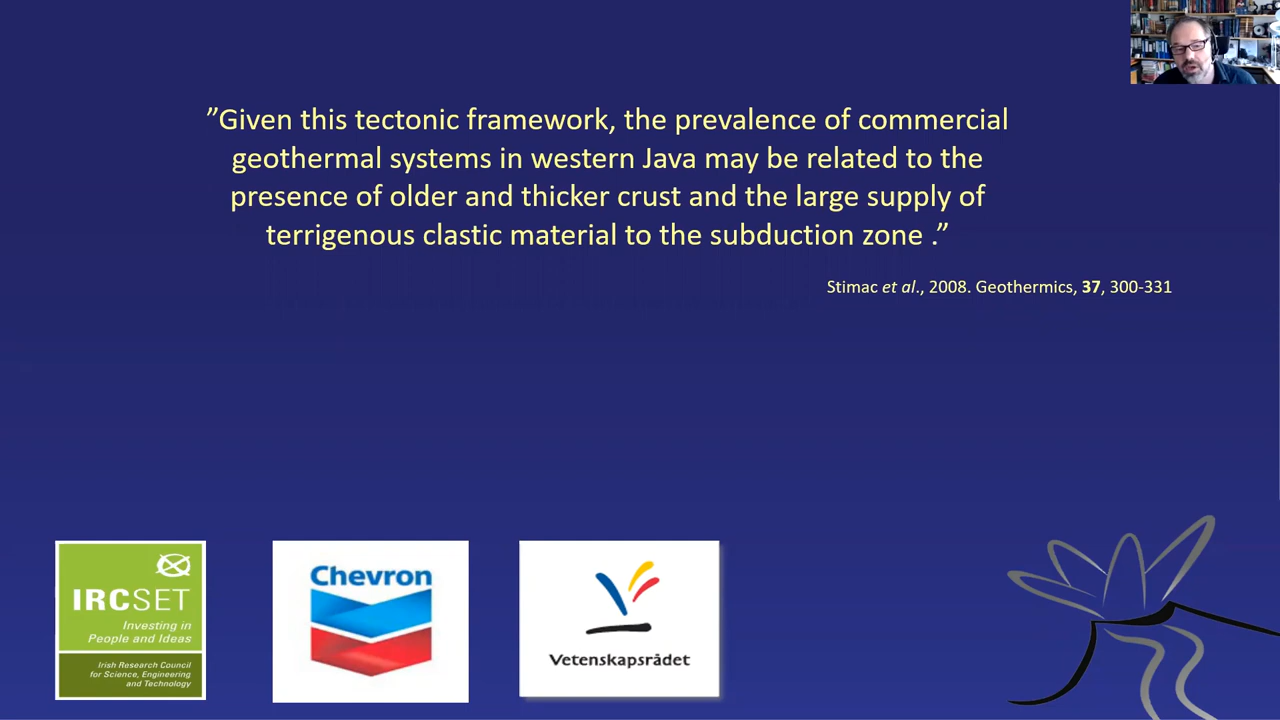 ”Given this tectonic framework, the prevalence of commercial
geothermal systems in western Java may be related to the
presence of older and thicker crust and the large supply of
terrigenous clastic material to the subduction zone .”
Stimac et al., 2008. Geothermics, 37, 300-331
IRCSET
Investing in
People and Ideas
Irish Research Council
for Science, Engineering
and Technology
Chevron
Vetenskapsrådet